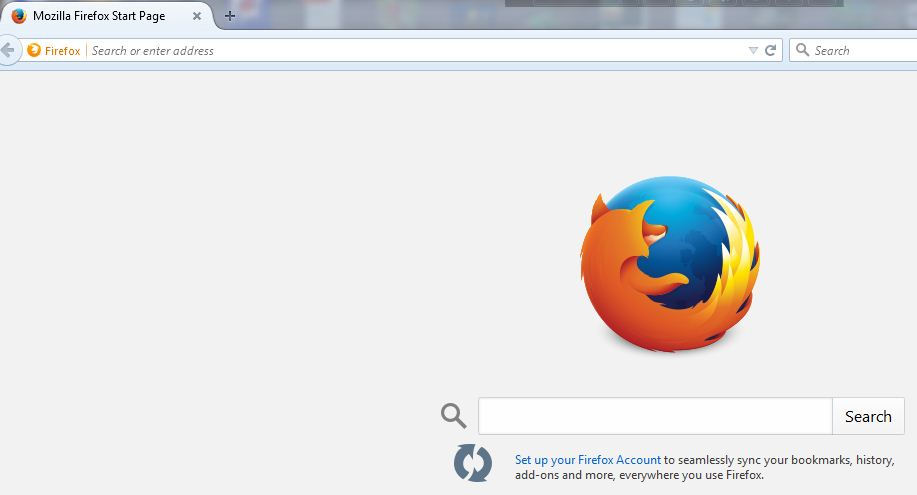 Mozilla Firefox Start Page
Firefox Search or enter address
Search
Search
Set up your Firefox Account to seamlessly sync your bookmarks, history,
add-ons and more, everywhere you use Firefox.